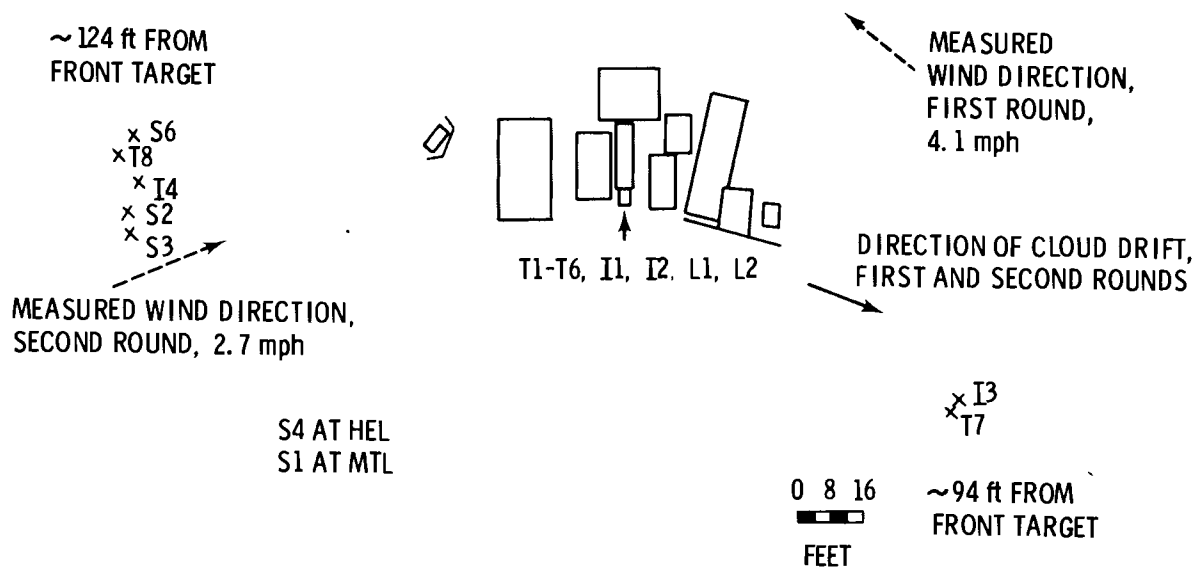 ~124 ft FROM
FRONT TARGET
MEASURED
WIND DIRECTION,
FIRST ROUND,
4.1 mph
S6
T8
I4
S2
S3
T1-T6, I1, I2. L1, L2
DIRECTION OF CLOUD DRIFT,
FIRST AND SECOND ROUNDS
MEASURED WIND DIRECTION,
SECOND ROUND, 2.7 mph
I3
T7
S4 AT HEL
S1 AT MTL
0 8 16
FEET
~94 ft FROM
FRONT TARGET